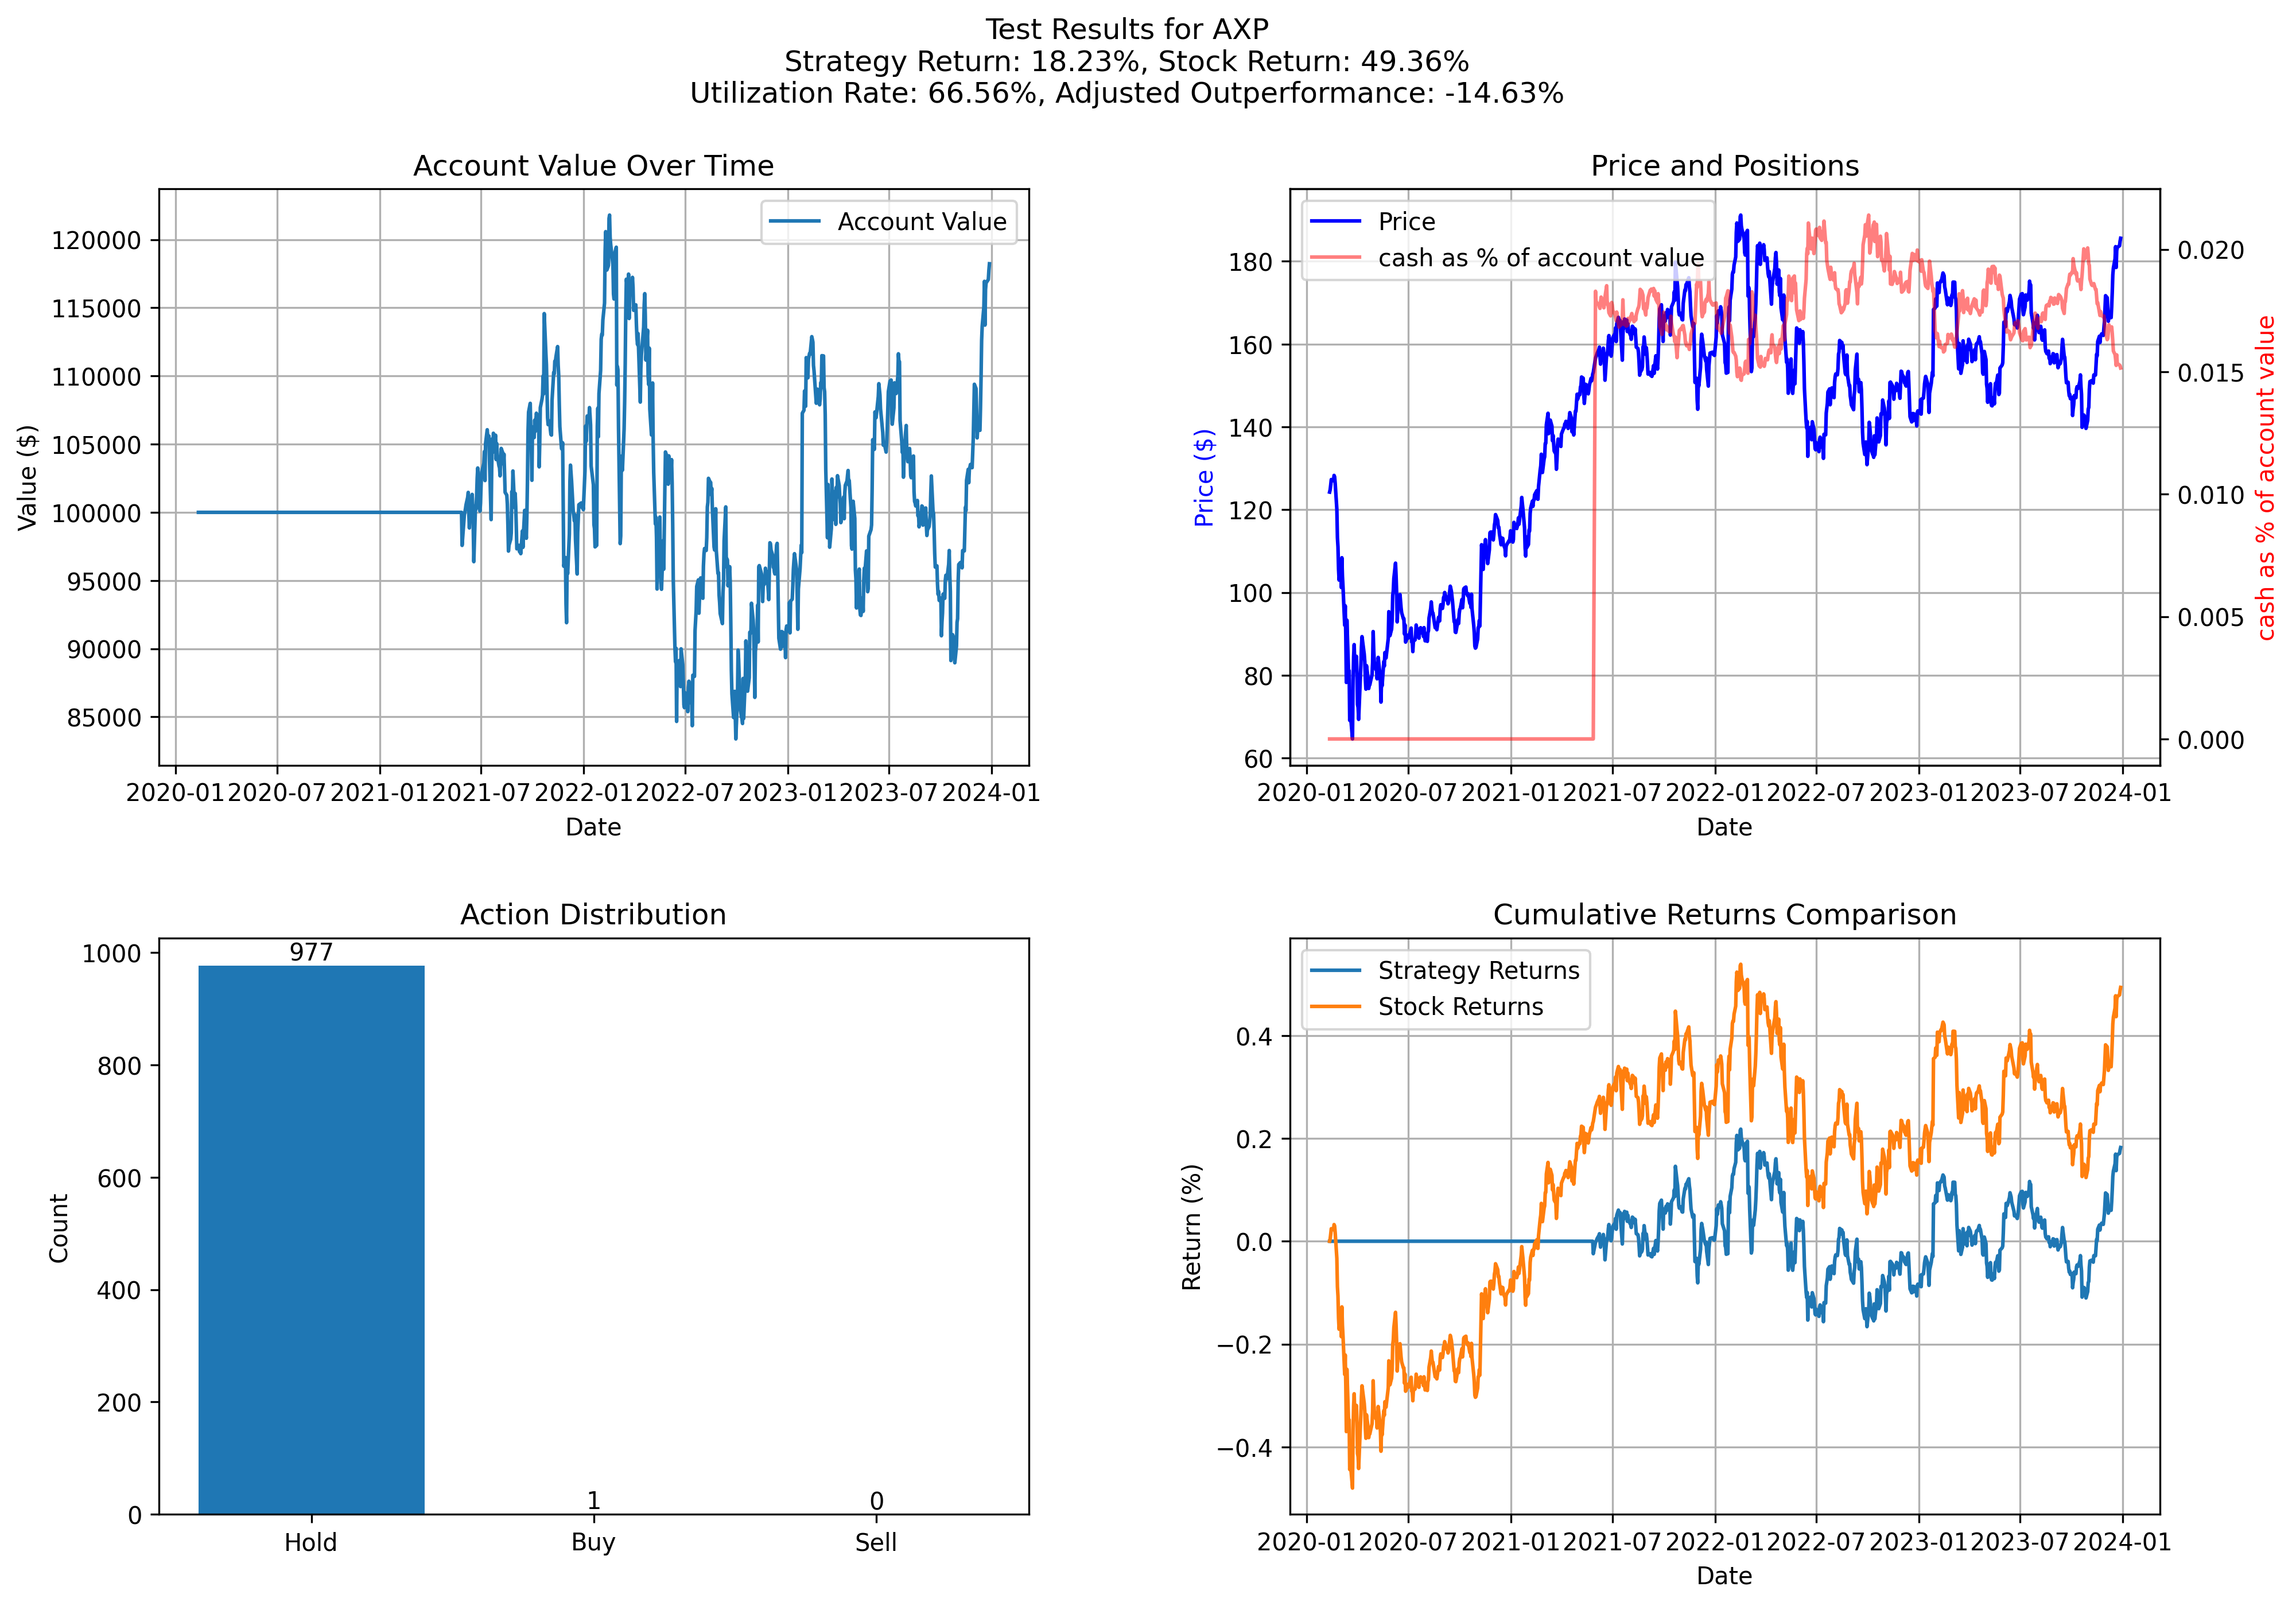 Test Results for AXP
Strategy Return: 18.23%, Stock Return: 49.36%
Utilization Rate: 66.56%, Adjusted Outperformance: -14.63%
Account Value Over Time
Account Value
120000
115000
110000
105000
100000
95000
90000
85000
Value ($)
2020-01 2020-07 2021-01 2021-07 2022-01 2022-07 2023-01 2023-07 2024-01
Date
Price and Positions
Price
cash as % of account value
180
160
140
120
100
80
60
Price ($)
0.020
0.015
0.010
0.005
0.000
cash as % of account value
2020-01 2020-07 2021-01 2021-07 2022-01 2022-07 2023-01 2023-07 2024-01
Date
Action Distribution
1000
800
600
400
200
0
Count
977
1
0
Hold Buy Sell
Cumulative Returns Comparison
Strategy Returns
Stock Returns
0.4
0.2
0.0
−0.2
−0.4
Return (%)
2020-01 2020-07 2021-01 2021-07 2022-01 2022-07 2023-01 2023-07 2024-01
Date